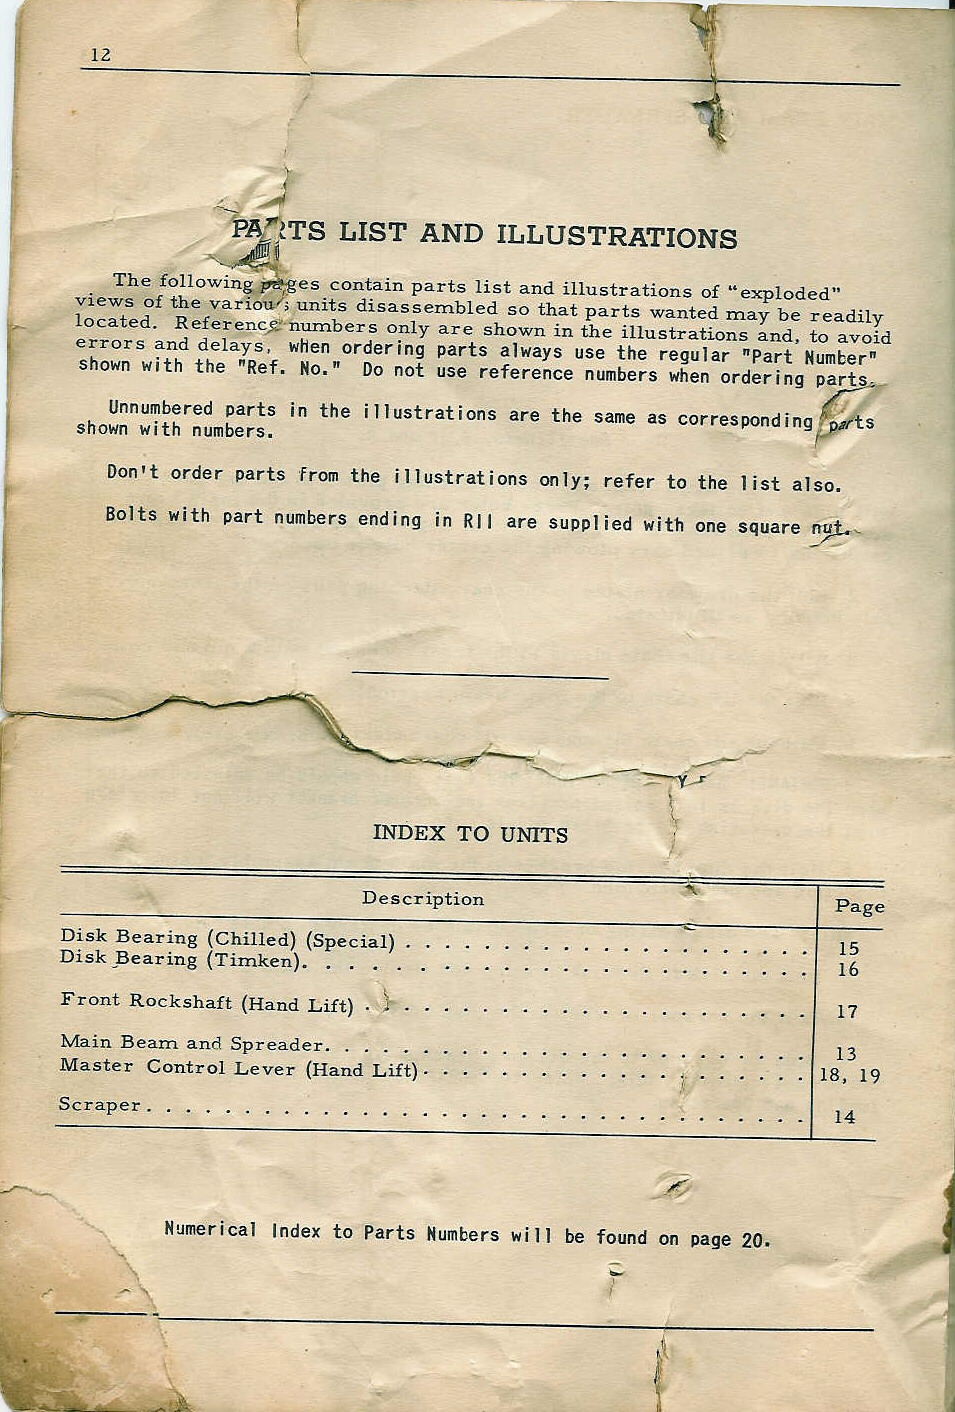 12
PARTS LIST AND ILLUSTRATIONS
The following pages contain parts list and illustrations of “exploded”
views of the various units disassembled so that parts wanted may be readily
located. Reference numbers only are shown in the illustrations and, to avoid
errors and delays, when ordering parts always use the regular "Part Number"
shown with the "Ref. No." Do not use reference numbers when ordering parts.
Unnumbered parts in the illustrations are the same as corresponding parts
shown with numbers.
Don't order parts from the illustrations only; refer to the list also.
Bolts with part numbers ending in R11 are supplied with one square nut.
INDEX TO UNITS
Description Page
Disk Bearing (Chilled) (Special) . . . . . . . . . . . . . . . . . . . . 15
Disk Bearing (Timken). . . . . . . . . . . . . . . . . . . . . . . . . 16
Front Rockshaft (Hand Lift) . . . . . . . . . . . . . . . . . . . . . . 17
Main Beam and Spreader. . . . . . . . . . . . . . . . . . . . . . . . 13
Master Control Lever (Hand Lift). . . . . . . . . . . . . . . . . . . 18, 19
Scraper. . . . . . . . . . . . . . . . . . . . . . . . . . . . . . . . 14
Numerical Index to Parts Numbers will be found on page 20.